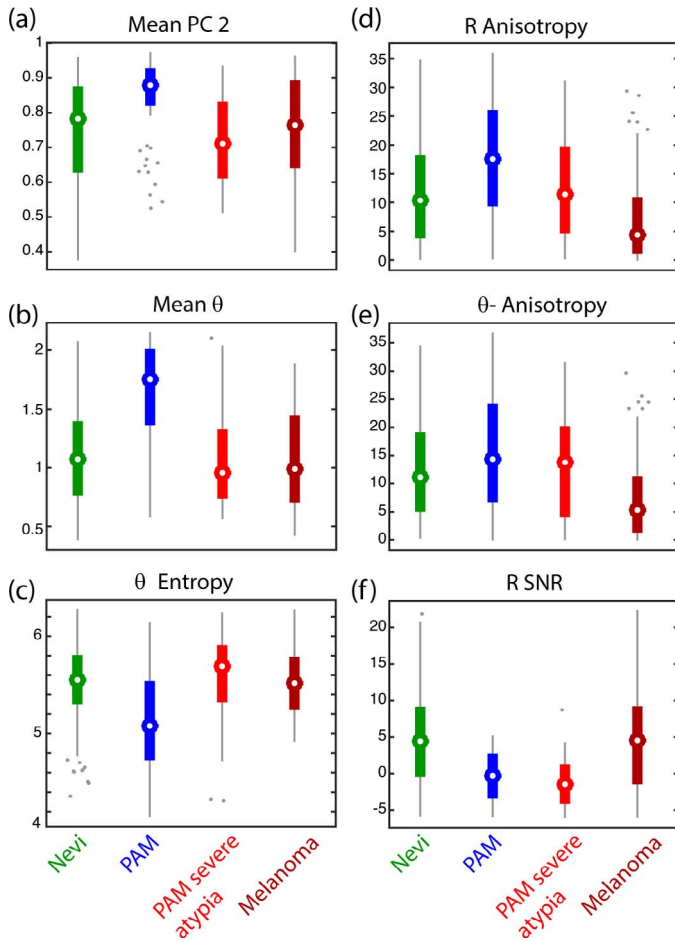 (a)
Mean PC 2
1
0.9
0.8
0.7
0.6
0.5
0.4
(b)
Mean θ
2
1.5
1
0.5
(c)
θ Entropy
6
5
4
Nevi
PAM
PAM severe
atypia
Melanoma
(d)
R Anisotropy
35
30
25
20
15
10
5
0
(e)
θ- Anisotropy
35
30
25
20
15
10
5
0
(f)
R SNR
20
15
10
5
0
-5
Nevi
PAM
PAM severe
atypia
Melanoma